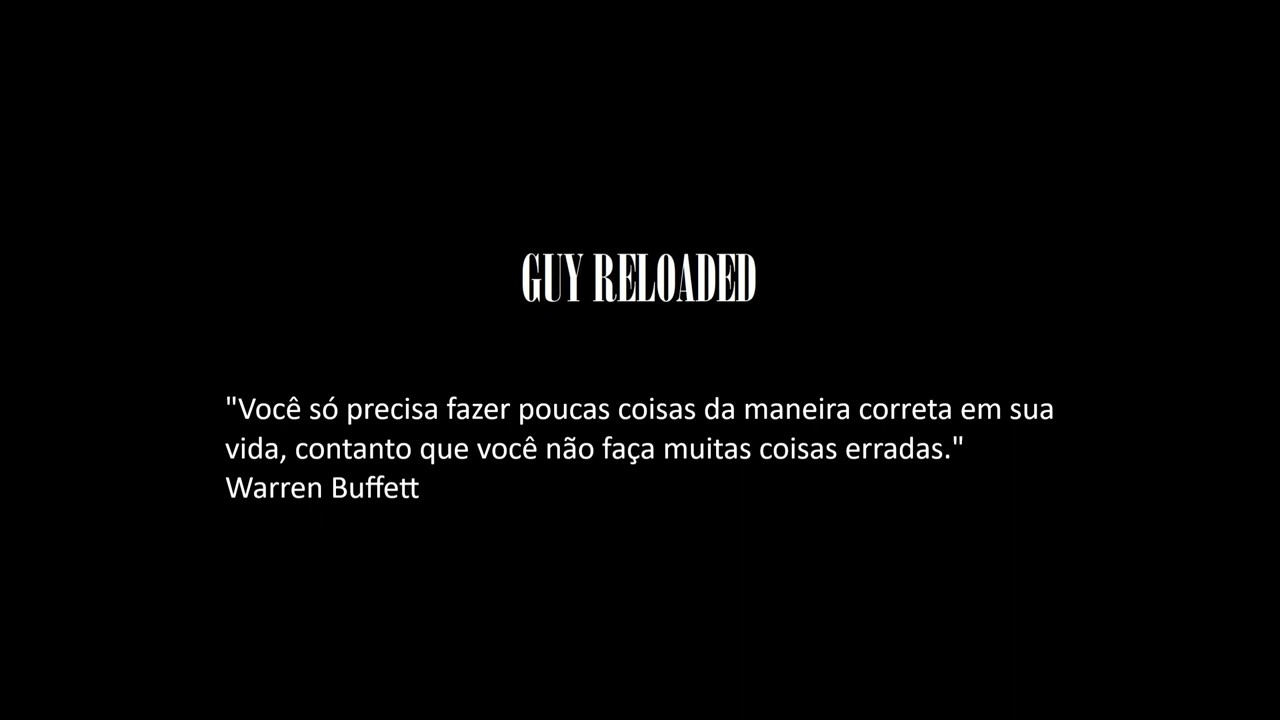 GUY RELOADED
"Você só precisa fazer poucas coisas da maneira correta em sua
vida, contanto que você não faça muitas coisas erradas."
Warren Buffett